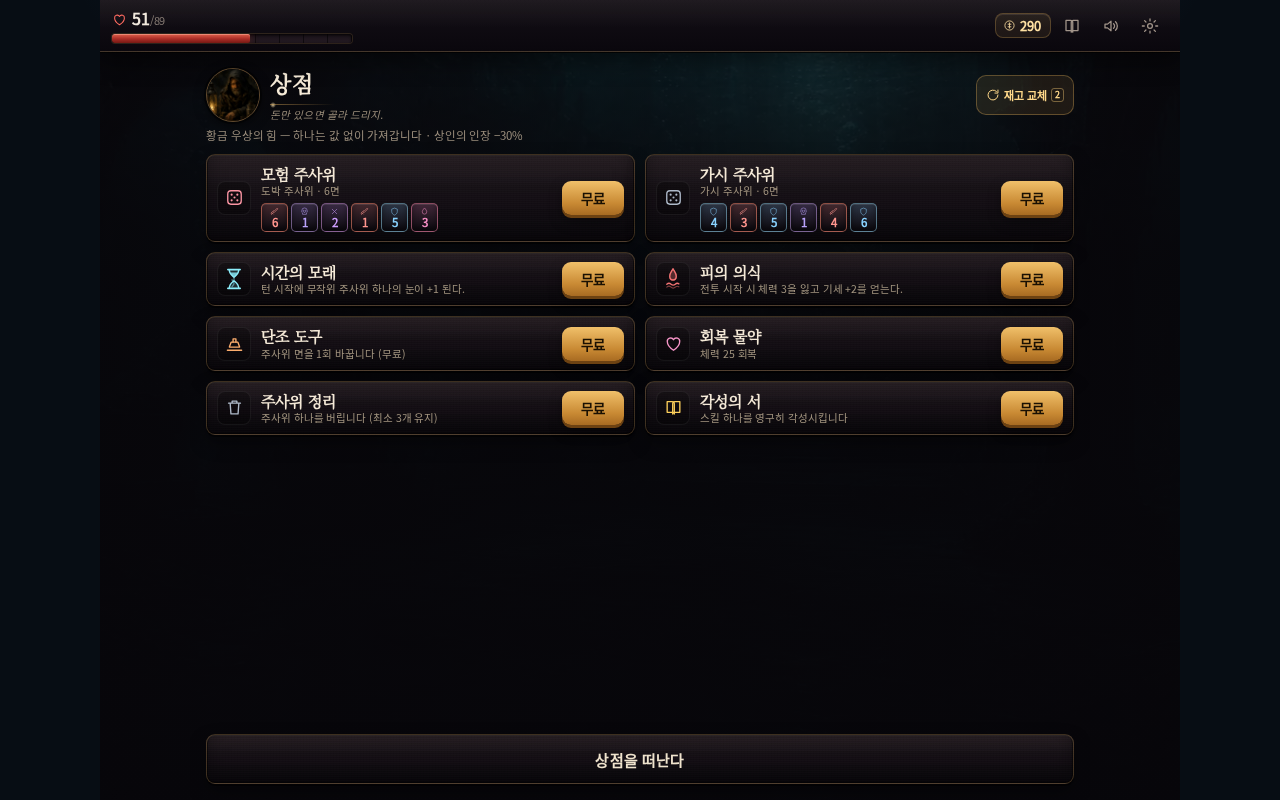 51/89
290
상점
돈만 있으면 골라 드리지.
재고 교체 2
황금 우상의 힘 — 하나는 값 없이 가져갑니다 · 상인의 인장 −30%
모험 주사위
도박 주사위 · 6면
6 1 2 1 5 3
무료
가시 주사위
가시 주사위 · 6면
4 3 5 1 4 6
무료
시간의 모래
턴 시작에 무작위 주사위 하나의 눈이 +1 된다.
무료
피의 의식
전투 시작 시 체력 3을 잃고 기세 +2를 얻는다.
무료
단조 도구
주사위 면을 1회 바꿉니다 (무료)
무료
회복 물약
체력 25 회복
무료
주사위 정리
주사위 하나를 버립니다 (최소 3개 유지)
무료
각성의 서
스킬 하나를 영구히 각성시킵니다
무료
상점을 떠난다